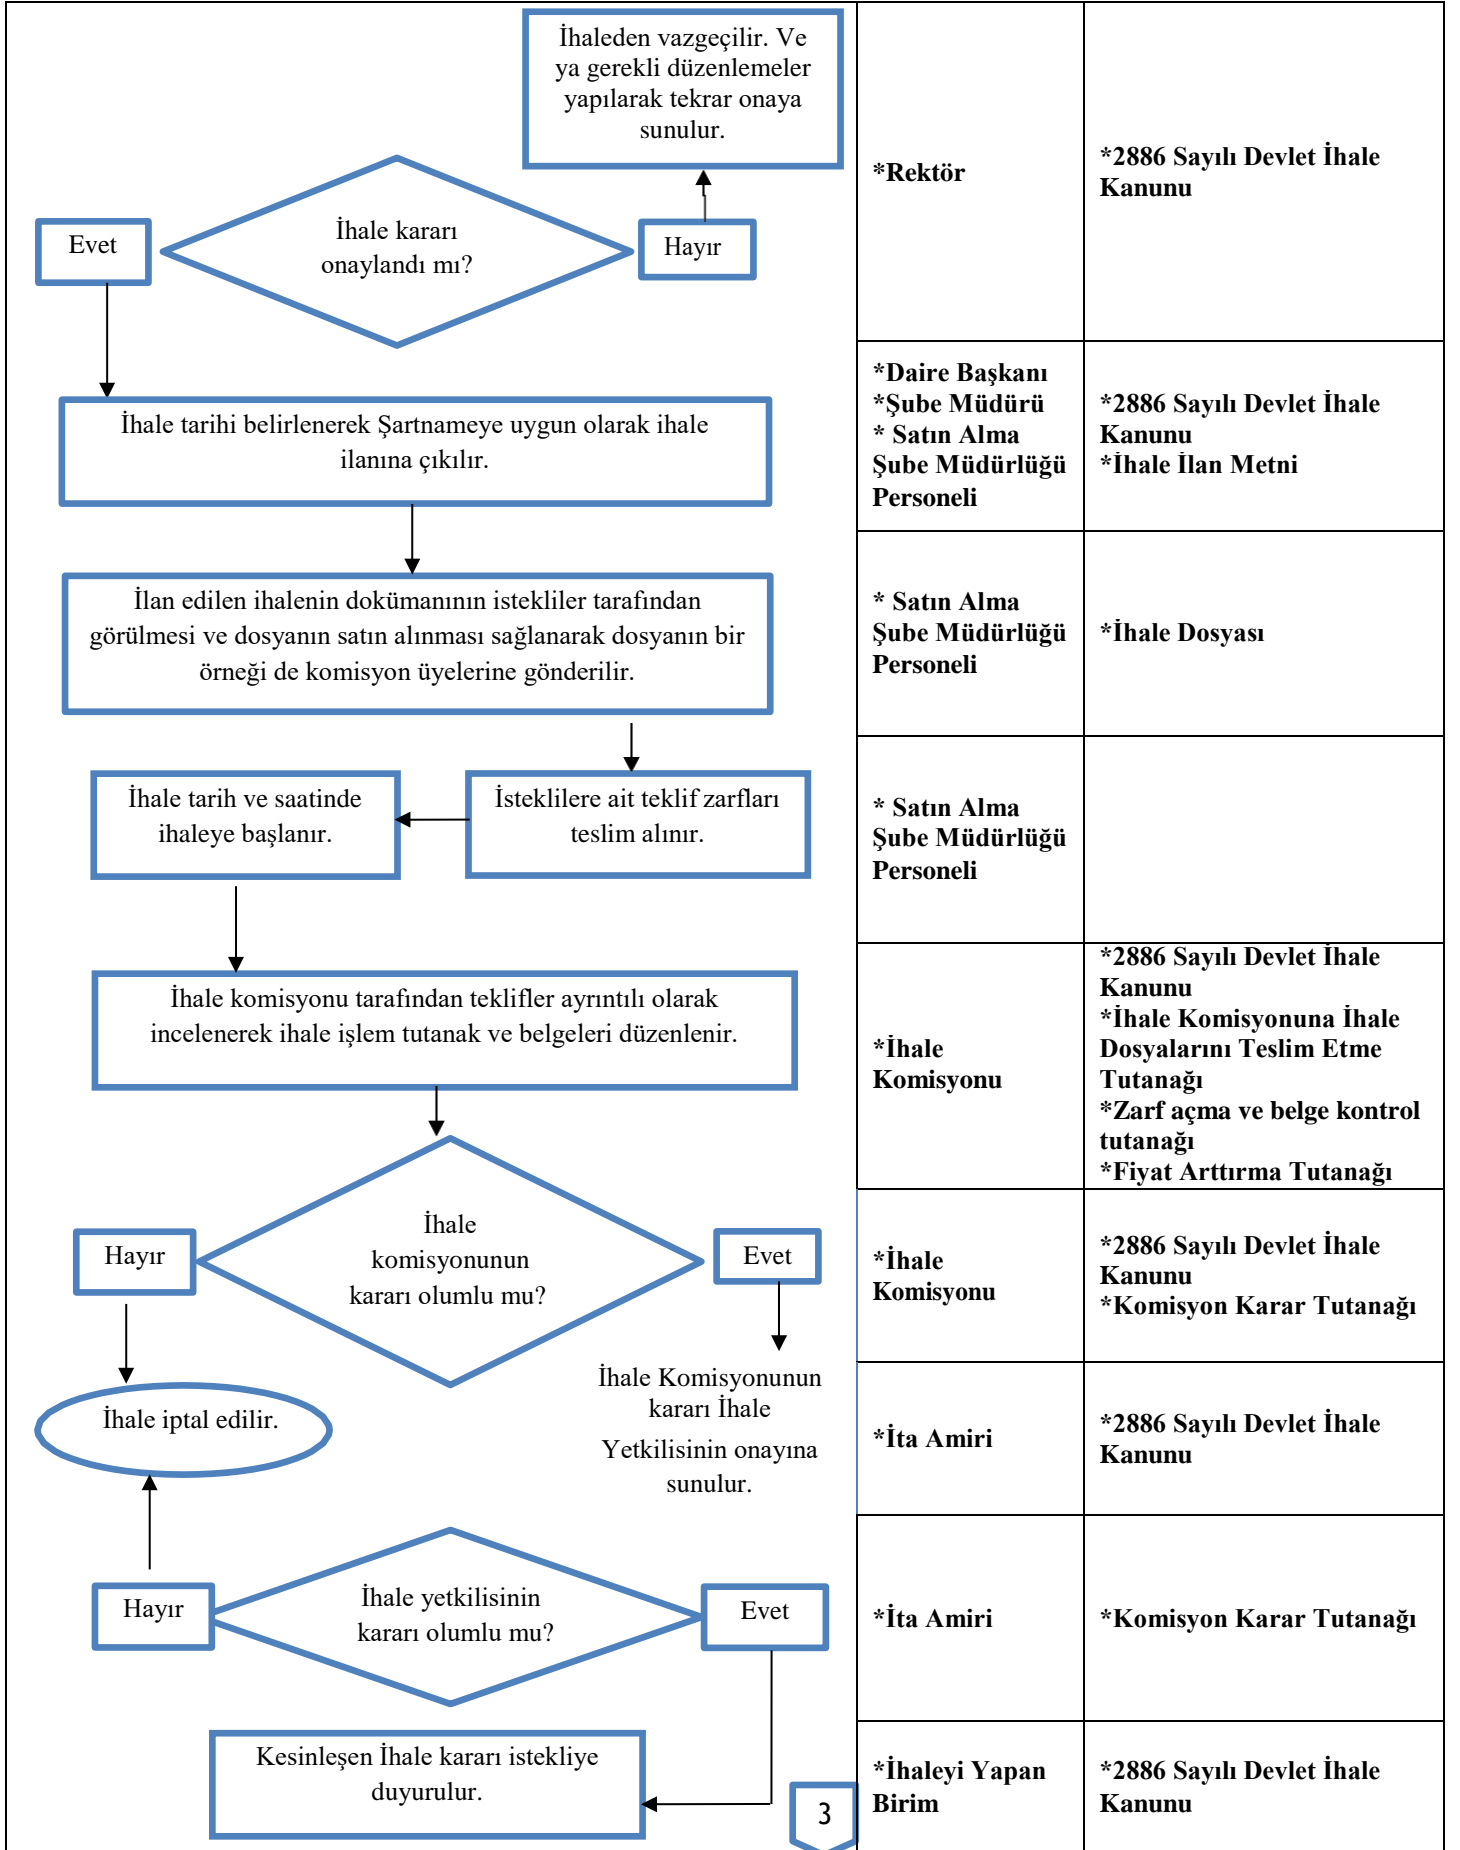 İhaleden vazgeçilir. Ve
ya gerekli düzenlemeler
yapılarak tekrar onaya
sunulur.
Evet
İhale kararı
onaylandı mı?
Hayır
*Rektör
*2886 Sayılı Devlet İhale
Kanunu
İhale tarihi belirlenerek Şartnameye uygun olarak ihale
ilanına çıkılır.
*Daire Başkanı
*Şube Müdürü
* Satın Alma
Şube Müdürlüğü
Personeli
*2886 Sayılı Devlet İhale
Kanunu
*İhale İlan Metni
İlan edilen ihalenin dokümanının istekliler tarafından
görülmesi ve dosyanın satın alınması sağlanarak dosyanın bir
örneği de komisyon üyelerine gönderilir.
* Satın Alma
Şube Müdürlüğü
Personeli
*İhale Dosyası
İhale tarih ve saatinde
ihaleye başlanır.
İsteklilere ait teklif zarfları
teslim alınır.
* Satın Alma
Şube Müdürlüğü
Personeli
İhale komisyonu tarafından teklifler ayrıntılı olarak
incelenerek ihale işlem tutanak ve belgeleri düzenlenir.
*İhale
Komisyonu
*2886 Sayılı Devlet İhale
Kanunu
*İhale Komisyonuna İhale
Dosyalarını Teslim Etme
Tutanağı
*Zarf açma ve belge kontrol
tutanağı
*Fiyat Arttırma Tutanağı
Hayır
İhale
komisyonunun
kararı olumlu mu?
Evet
*İhale
Komisyonu
*2886 Sayılı Devlet İhale
Kanunu
*Komisyon Karar Tutanağı
İhale iptal edilir.
İhale Komisyonunun
kararı İhale
Yetkilisinin onayına
sunulur.
*İta Amiri
*2886 Sayılı Devlet İhale
Kanunu
Hayır
İhale yetkilisinin
kararı olumlu mu?
Evet
*İta Amiri
*Komisyon Karar Tutanağı
Kesinleşen İhale kararı istekliye
duyurulur.
3
*İhaleyi Yapan
Birim
*2886 Sayılı Devlet İhale
Kanunu